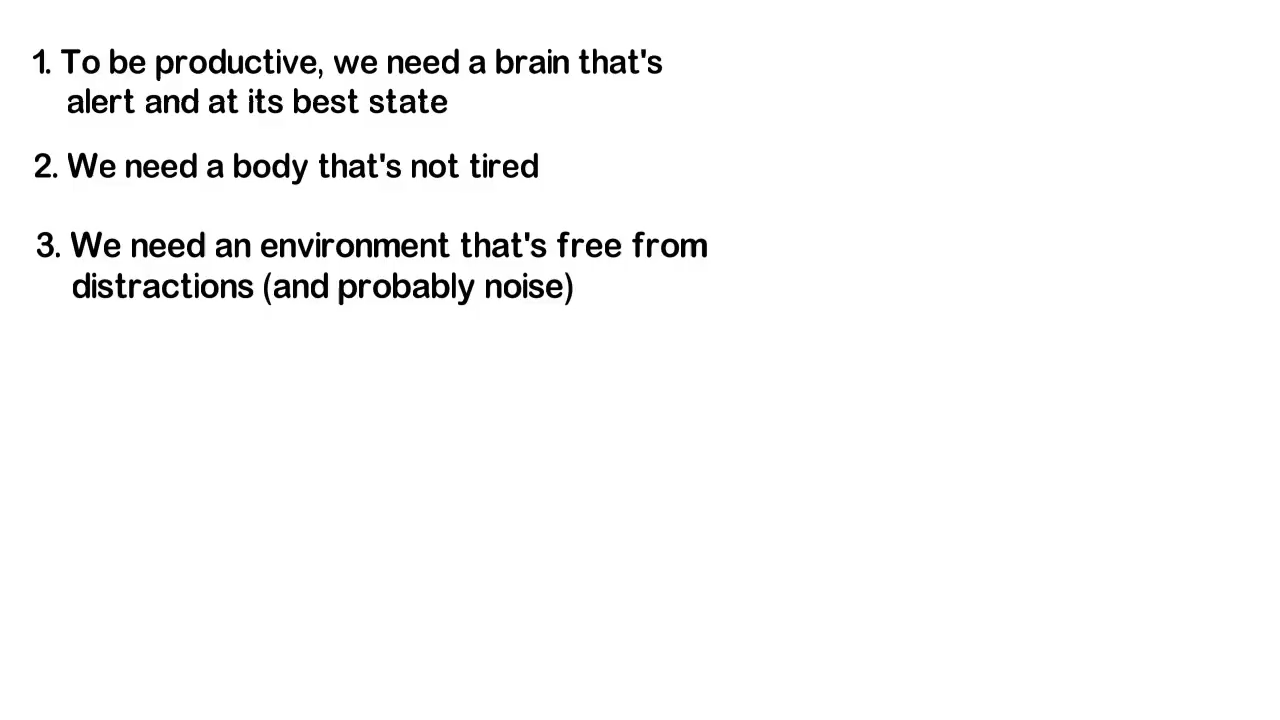 1. To be productive, we need a brain that's
alert and at its best state
2. We need a body that's not tired
3. We need an environment that's free from
distractions (and probably noise)